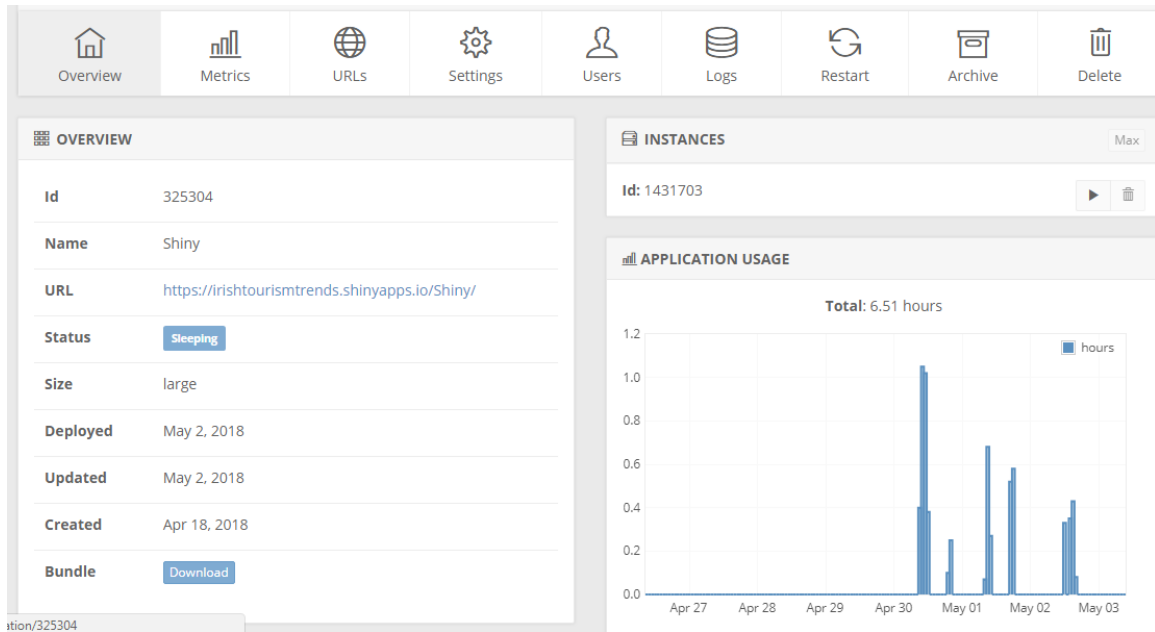 Overview
Metrics
URLs
Settings
Users
Logs
Restart
Archive
Delete
OVERVIEW
Id 325304
Name Shiny
URL https://irishtourismtrends.shinyapps.io/Shiny/
Status Sleeping
Size large
Deployed May 2, 2018
Updated May 2, 2018
Created Apr 18, 2018
Bundle Download
INSTANCES Max
Id: 1431703
APPLICATION USAGE
Total: 6.51 hours
hours
1.2
1.0
0.8
0.6
0.4
0.2
0.0
Apr 27 Apr 28 Apr 29 Apr 30 May 01 May 02 May 03
ation/325304